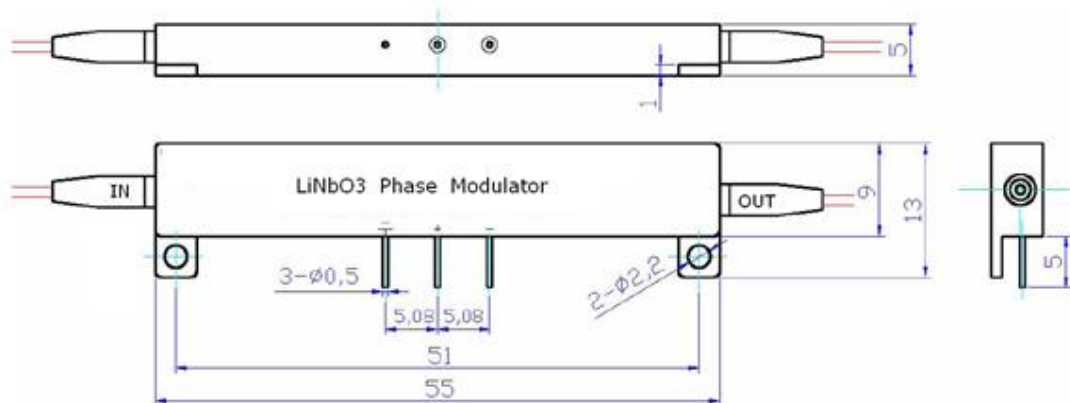 5
1
IN
LiNbO3 Phase Modulator
OUT
9
13
- + -
3-Ø0,5
2-Ø2,2
5
5,08
5,08
51
55